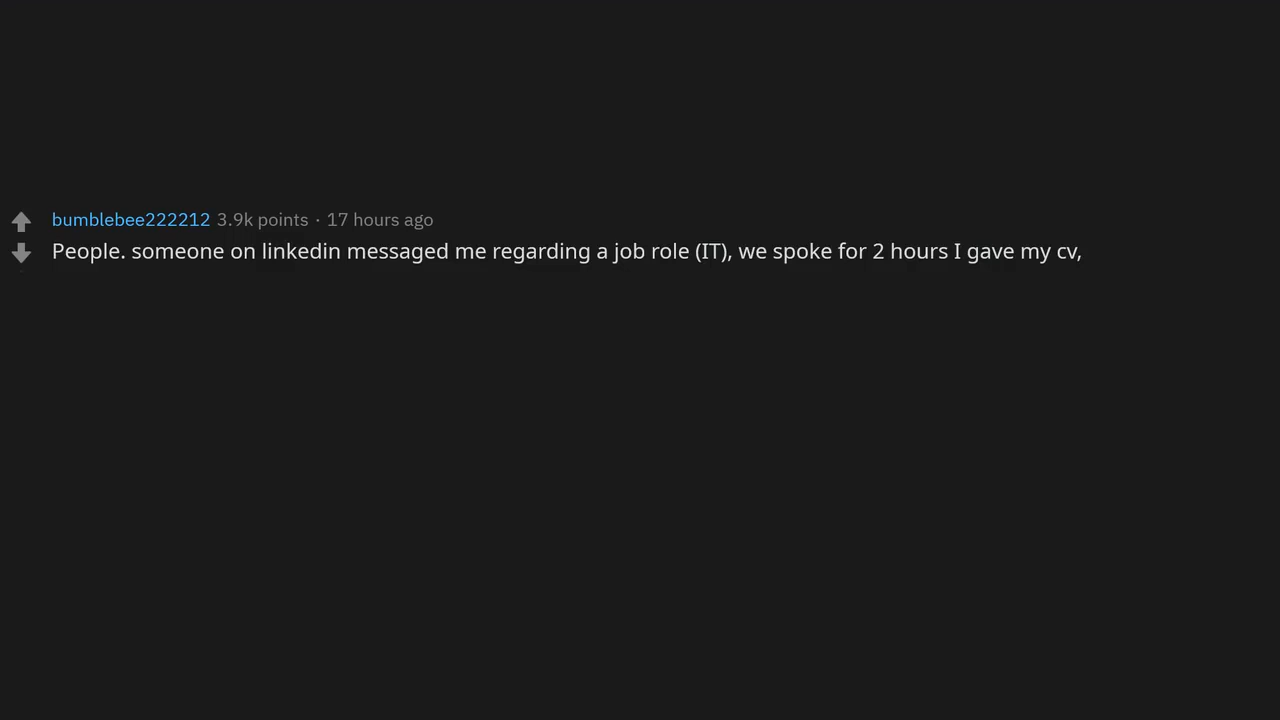 bumblebee222212 3.9k points · 17 hours ago
People. someone on linkedin messaged me regarding a job role (IT), we spoke for 2 hours I gave my cv,